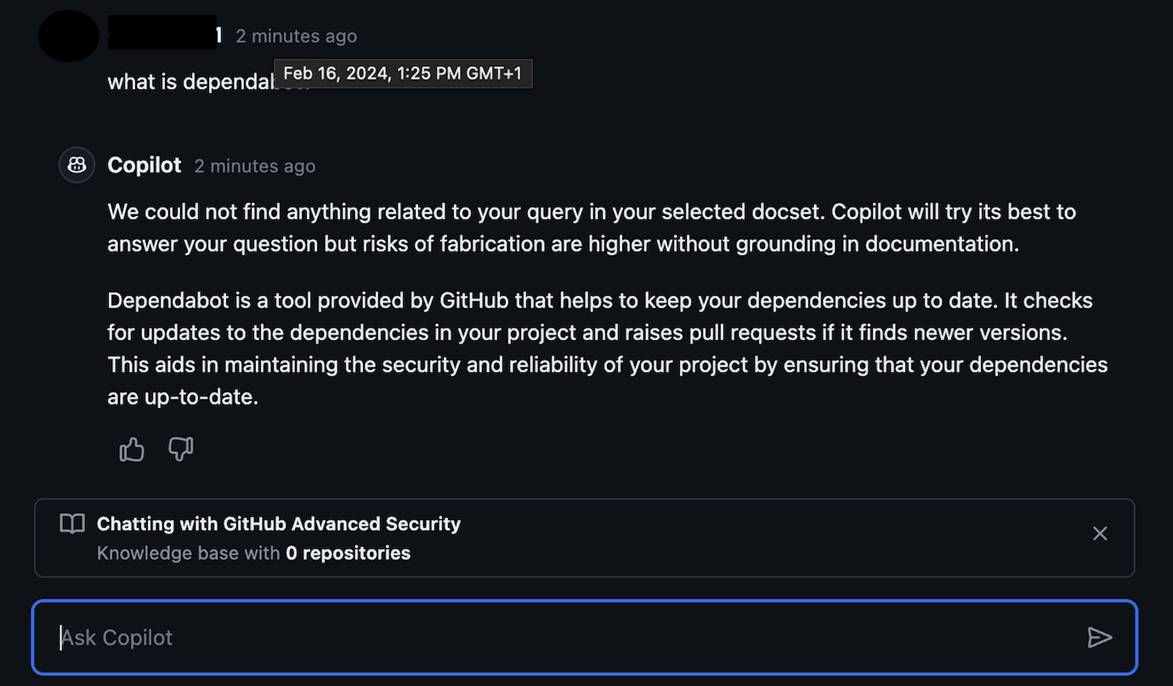 1 2 minutes ago
Feb 16, 2024, 1:25 PM GMT+1
what is
Copilot 2 minutes ago
We could not find anything related to your query in your selected docset. Copilot will try its best to
answer your question but risks of fabrication are higher without grounding in documentation.
Dependabot is a tool provided by GitHub that helps to keep your dependencies up to date. It checks
for updates to the dependencies in your project and raises pull requests if it finds newer versions.
This aids in maintaining the security and reliability of your project by ensuring that your dependencies
are up-to-date.
Chatting with GitHub Advanced Security
Knowledge base with 0 repositories
Ask Copilot